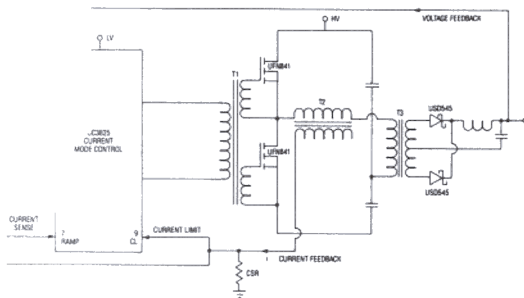 VOLTAGE FEEDBACK
HV
LV
UFN841
T1
T2
T3
USD545
UC3825
CURRENT
MODE CONTROL
UFN841
USD545
CURRENT
SENSE
7
RAMP
9
CL
CURRENT LIMIT
I CURRENT FEEDBACK
CSR